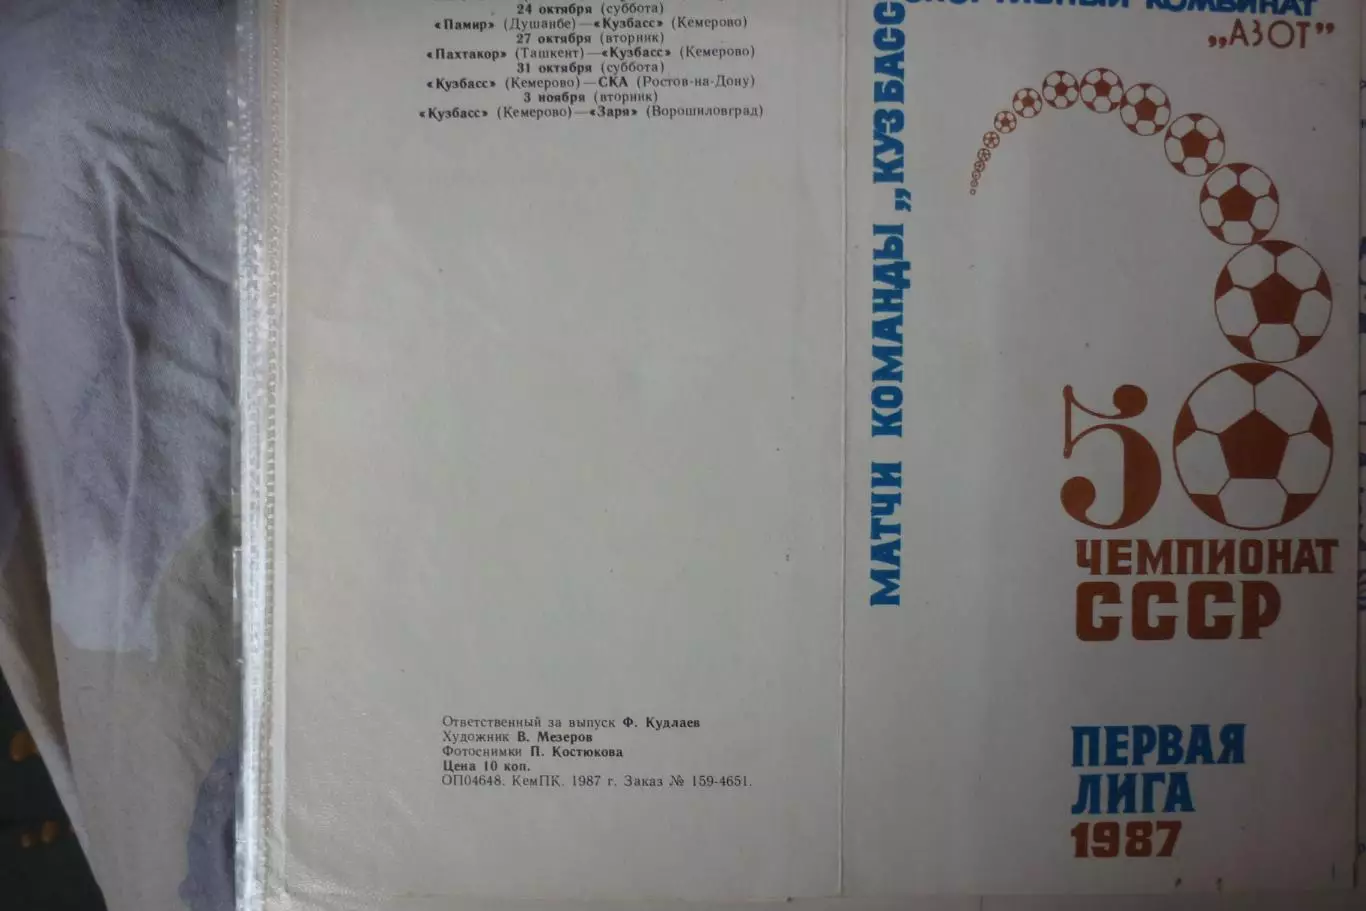 24 октября (суббота)
«Памир» (Душанбе)—«Кузбасс» (Кемерово)
27 октября (вторник)
«Пахтакор» (Ташкент)—«Кузбасс» (Кемерово)
31 октября (суббота)
«Кузбасс» (Кемерово)—СКА (Ростов-на-Дону)
3 ноября (вторник)
«Кузбасс» (Кемерово)—«Заря» (Ворошиловград)
Ответственный за выпуск Ф. Кудлаев
Художник В. Мезеров
Фотоснимки П. Костюкова
Цена 10 коп.
ОП04648. КемПК. 1987 г. Заказ № 159-4651.
МАТЧИ КОМАНДЫ „КУЗБАСС
КОМБИНАТ
„АЗОТ"
50
ЧЕМПИОНАТ
СССР
ПЕРВАЯ
ЛИГА
1987